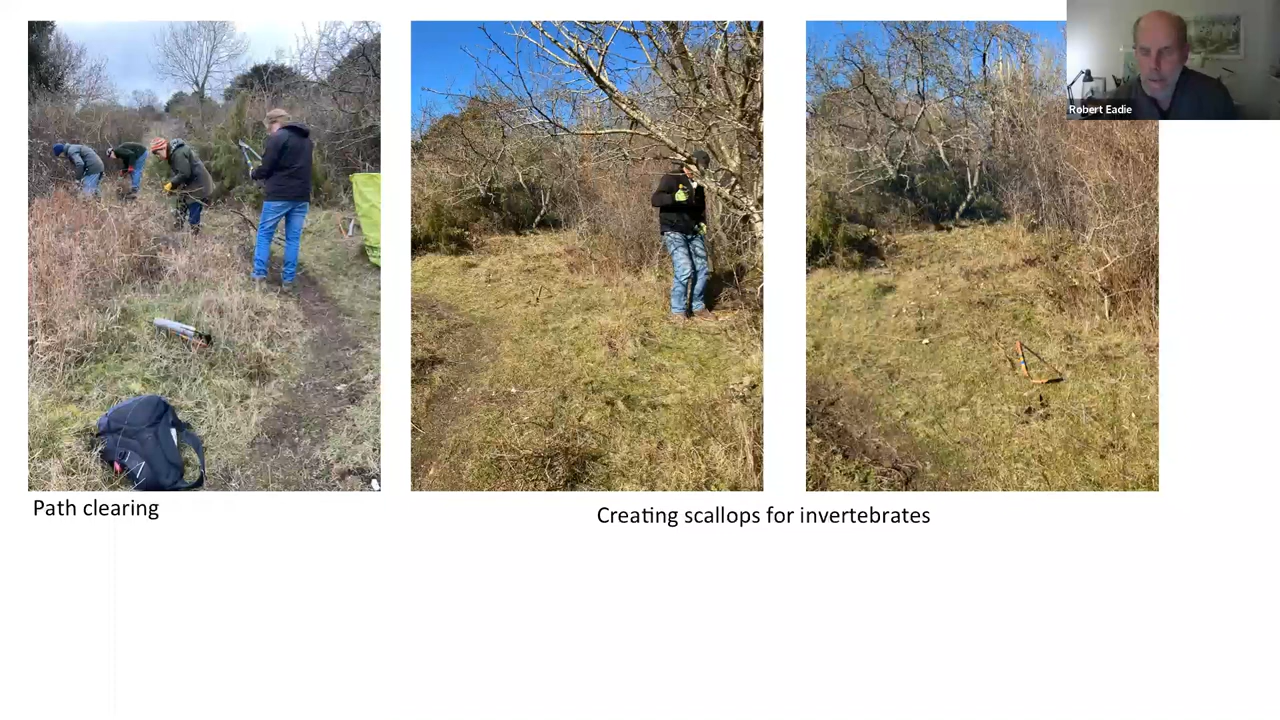 Robert Eadie
Path clearing
Creating scallops for invertebrates